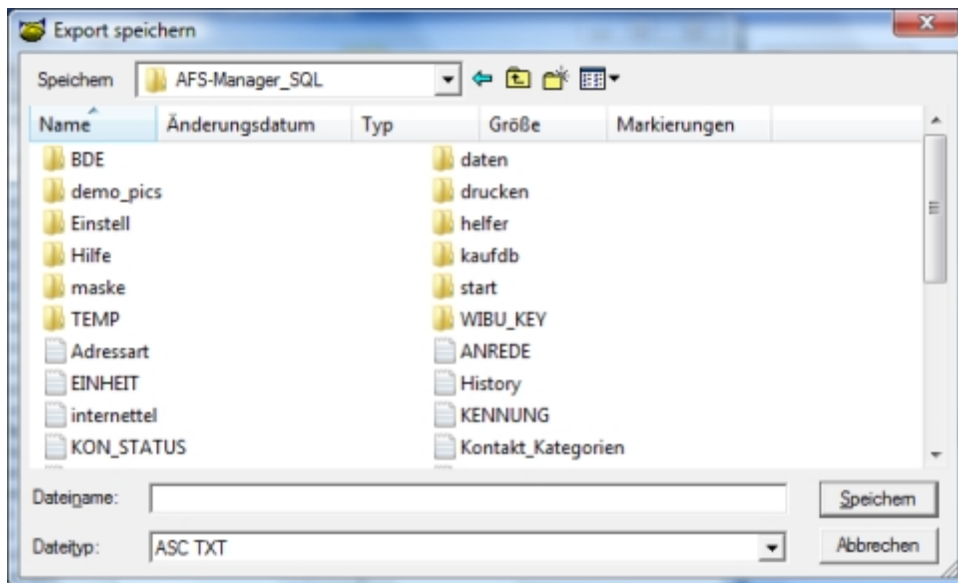 Export speichern
Speichern AFS-Manager_SQL
Name Änderungsdatum Typ Größe Markierungen
BDE daten
demo_pics drucken
Einstell helfer
Hilfe kaufdb
maske start
TEMP WIBU_KEY
Adressart ANREDE
EINHEIT History
internettel KENNUNG
KON_STATUS Kontakt_Kategorien
Dateiname: Speichern
Dateityp: ASC TXT Abbrechen